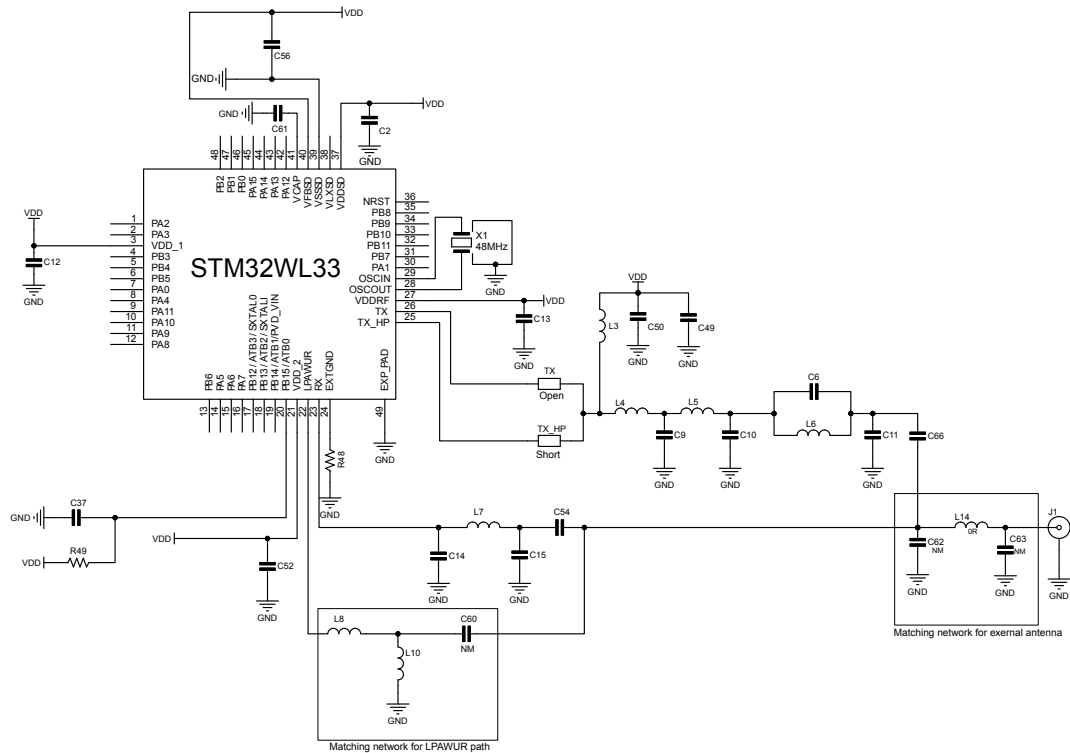 VDD
C56
GND
GND
C61
VDD
C2
GND
48
47
46
45
44
43
42
41
40
39
38
37
PB2
PB1
PB0
PA15
PA14
PA13
PA12
VCAP
VFBSD
VSSSD
VLXSD
VDDSD
VDD
C12
GND
1 PA2
2 PA3
3 VDD_1
4 PB3
5 PB4
6 PB5
7 PA0
8 PA4
9 PA11
10 PA10
11 PA9
12 PA8
STM32WL33
NRST 36
PB8 35
PB9 34
PB10 33
PB11 32
PB7 31
PA1 30
OSCIN 29
OSCOUT 28
VDDRF 27
TX 26
TX_HP 25
X1
48MHz
GND
VDD
C13
GND
PB6
PA5
PA6
PA7
PB12/ATB3/SXTAL0
PB13/ATB2/SXTALI
PB14/ATB1/PVD_VIN
PB15/ATB0
VDD_2
LPAWUR
RX
EXTGND
EXP_PAD
13
14
15
16
17
18
19
20
21
22
23
24
49
GND
R48
GND
VDD
L3
C50
C49
GND
GND
TX
Open
TX_HP
Short
L4
L5
C6
L6
C9
C10
C11
C66
GND
GND
GND
C37
GND
R49
VDD
VDD
C52
GND
L7
C54
C14
C15
GND
GND
L8
C60
NM
L10
GND
Matching network for LPAWUR path
C62
NM
L14
0R
C63
NM
J1
GND
GND
GND
Matching network for exernal antenna